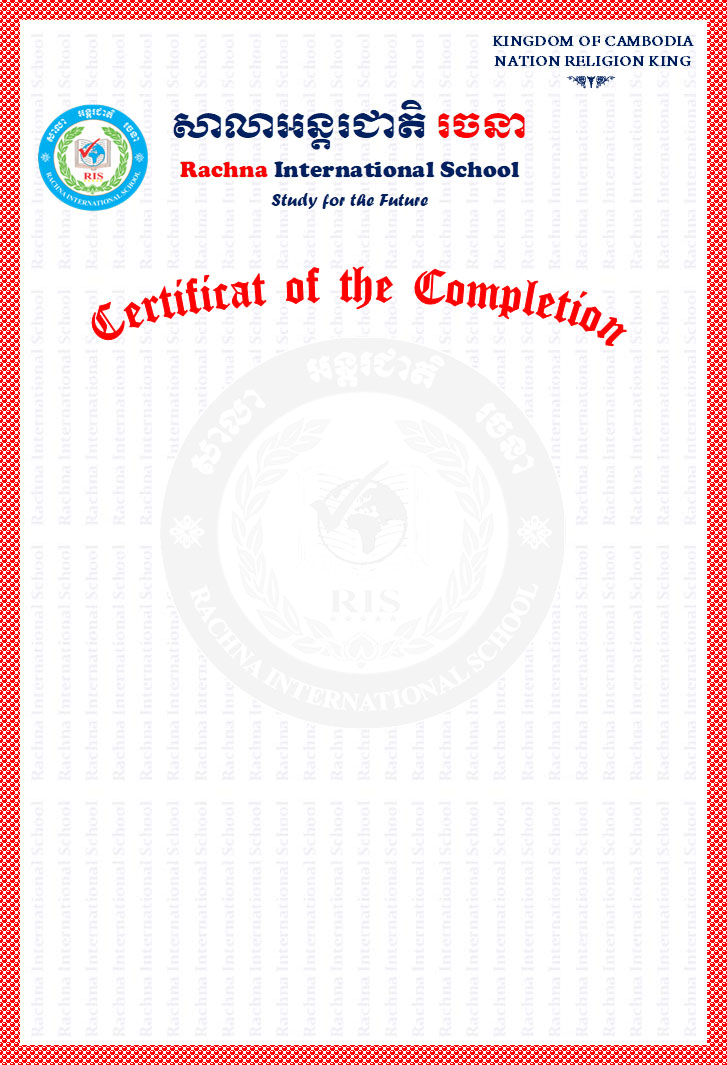 KINGDOM OF CAMBODIA
NATION RELIGION KING
សាលា អន្តរជាតិ រចនា
RIS
RACHNA INTERNATIONAL SCHOOL
សាលាអន្តរជាតិ រចនា
Rachna International School
Study for the Future
Certificat of the Completion
សាលា អន្តរជាតិ រចនា
RIS
RACHNA INTERNATIONAL SCHOOL
Rachna International School